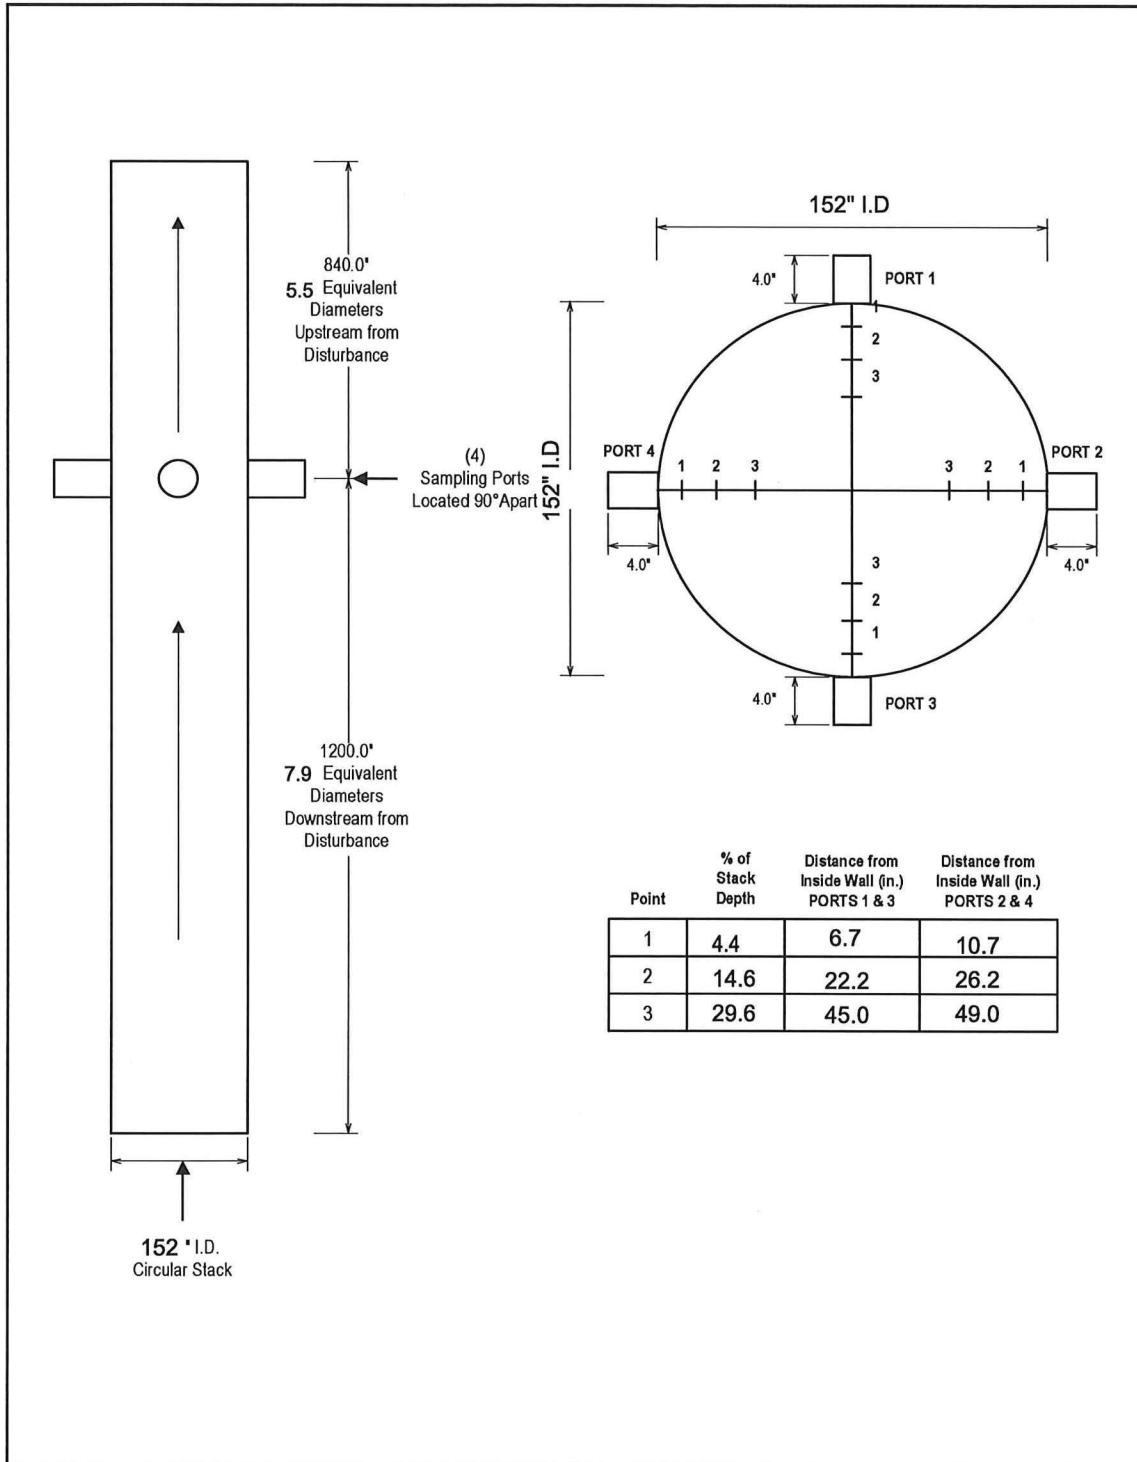 840.0"
5.5 Equivalent
Diameters
Upstream from
Disturbance
(4)
Sampling Ports
Located 90°Apart
1200.0"
7.9 Equivalent
Diameters
Downstream from
Disturbance
152 " I.D.
Circular Stack
152" I.D
152" I.D
4.0"
PORT 1
1
2
3
PORT 4
1 2 3
3 2 1
PORT 2
4.0"
4.0"
3
2
1
4.0"
PORT 3
Point
% of
Stack
Depth
Distance from
Inside Wall (in.)
PORTS 1 & 3
Distance from
Inside Wall (in.)
PORTS 2 & 4
1 4.4 6.7 10.7
2 14.6 22.2 26.2
3 29.6 45.0 49.0